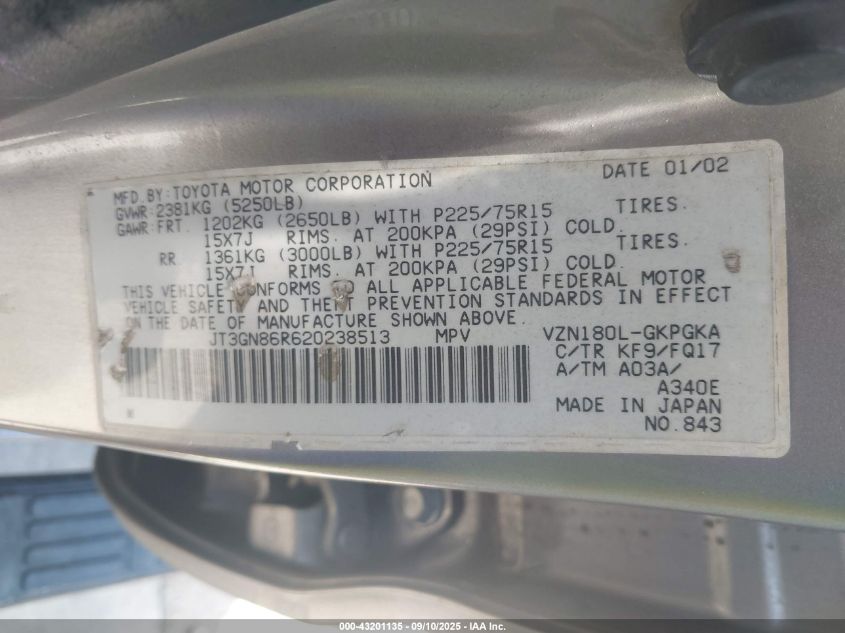 DATE 01/02
MFD.BY:TOYOTA MOTOR CORPORATION
GVWR:2381KG (5250LB)
GAWR:FRT. 1202KG (2650LB) WITH P225/75R15 TIRES.
15X7J RIMS. AT 200KPA (29PSI) COLD.
RR. 1361KG (3000LB) WITH P225/75R15 TIRES.
15X7J RIMS. AT 200KPA (29PSI) COLD.
THIS VEHICLE CONFORMS TO ALL APPLICABLE FEDERAL MOTOR
VEHICLE SAFETY AND THEFT PREVENTION STANDARDS IN EFFECT
ON THE DATE OF MANUFACTURE SHOWN ABOVE.
JT3GN86R620238513 MPV VZN180L-GKPGKA
C/TR KF9/FQ17
A/TM A03A/
A340E
MADE IN JAPAN
NO.843
000-43201135 - 09/10/2025 - IAA Inc.